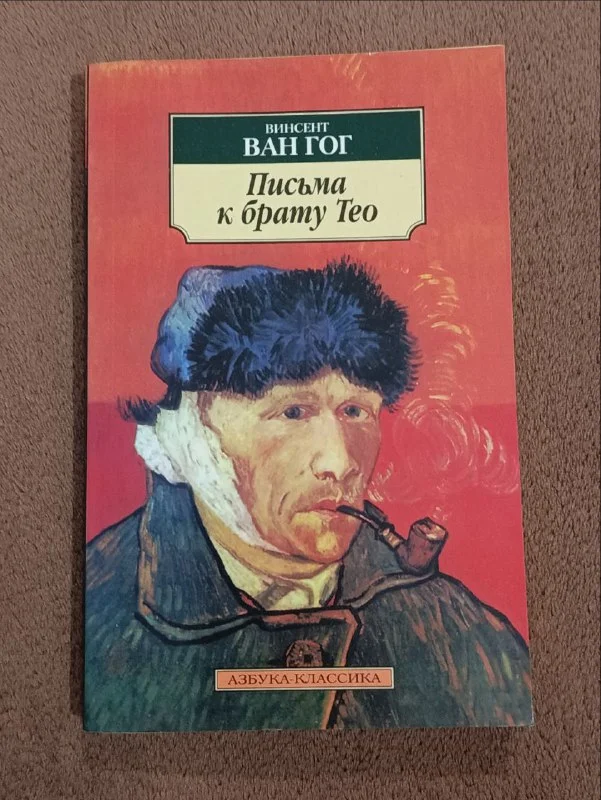 ВИНСЕНТ
ВАН ГОГ
Письма
к брату Тео
АЗБУКА-КЛАССИКА